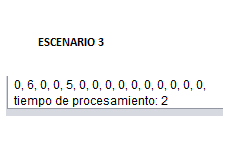 ESCENARIO 3
0, 6, 0, 0, 5, 0, 0, 0, 0, 0, 0, 0, 0, 0, 0,
tiempo de procesamiento: 2